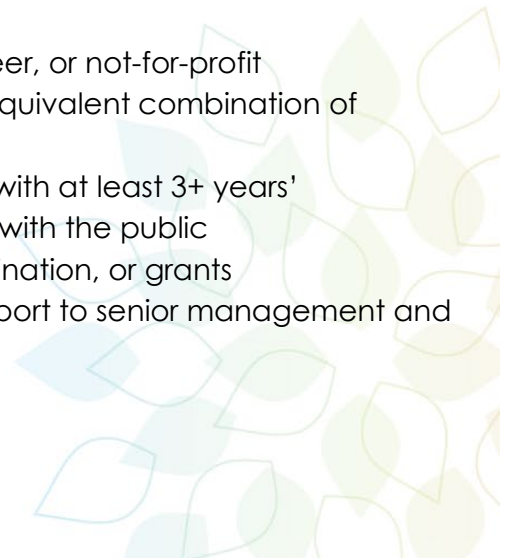 eer, or not-for-profit
quivalent combination of
with at least 3+ years’
with the public
ination, or grants
port to senior management and